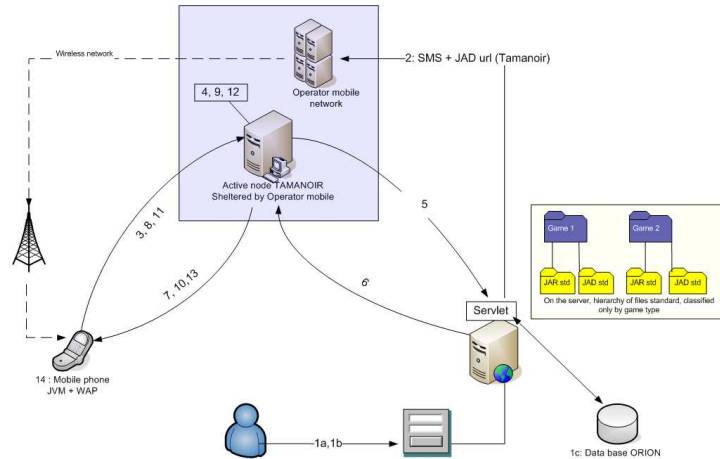 Wireless network
2: SMS + JAD url (Tamanoir)
Operator mobile
network
4, 9, 12
Active node TAMANOIR
Sheltered by Operator mobile
3, 8, 11
5
7, 10,13
6
Game 1
Game 2
JAR std
JAD std
JAR std
JAD std
On the server, hierarchy of files standard, classified
only by game type
Servlet
14 : Mobile phone
JVM + WAP
1a,1b
1c: Data base ORION